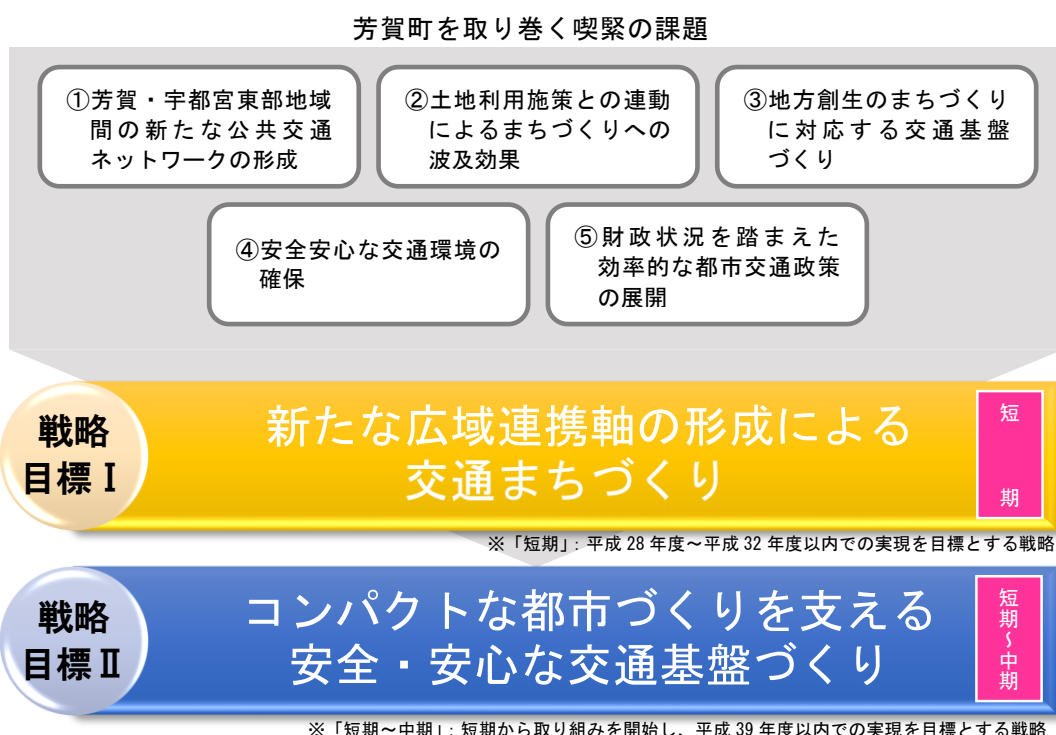 芳賀町を取り巻く喫緊の課題
①芳賀・宇都宮東部地域
間の新たな公共交通
ネットワークの形成
②土地利用施策との連動
によるまちづくりへの
波及効果
③地方創生のまちづくり
に対応する交通基盤
づくり
④安全安心な交通環境の
確保
⑤財政状況を踏まえた
効率的な都市交通政策
の展開
戦略
目標Ⅰ
新たな広域連携軸の形成による
交通まちづくり
短期
※「短期」：平成28年度～平成32年度以内での実現を目標とする戦略
戦略
目標Ⅱ
コンパクトな都市づくりを支える
安全・安心な交通基盤づくり
短期～中期
※「短期～中期」：短期から取り組みを開始し、平成39年度以内での実現を目標とする戦略